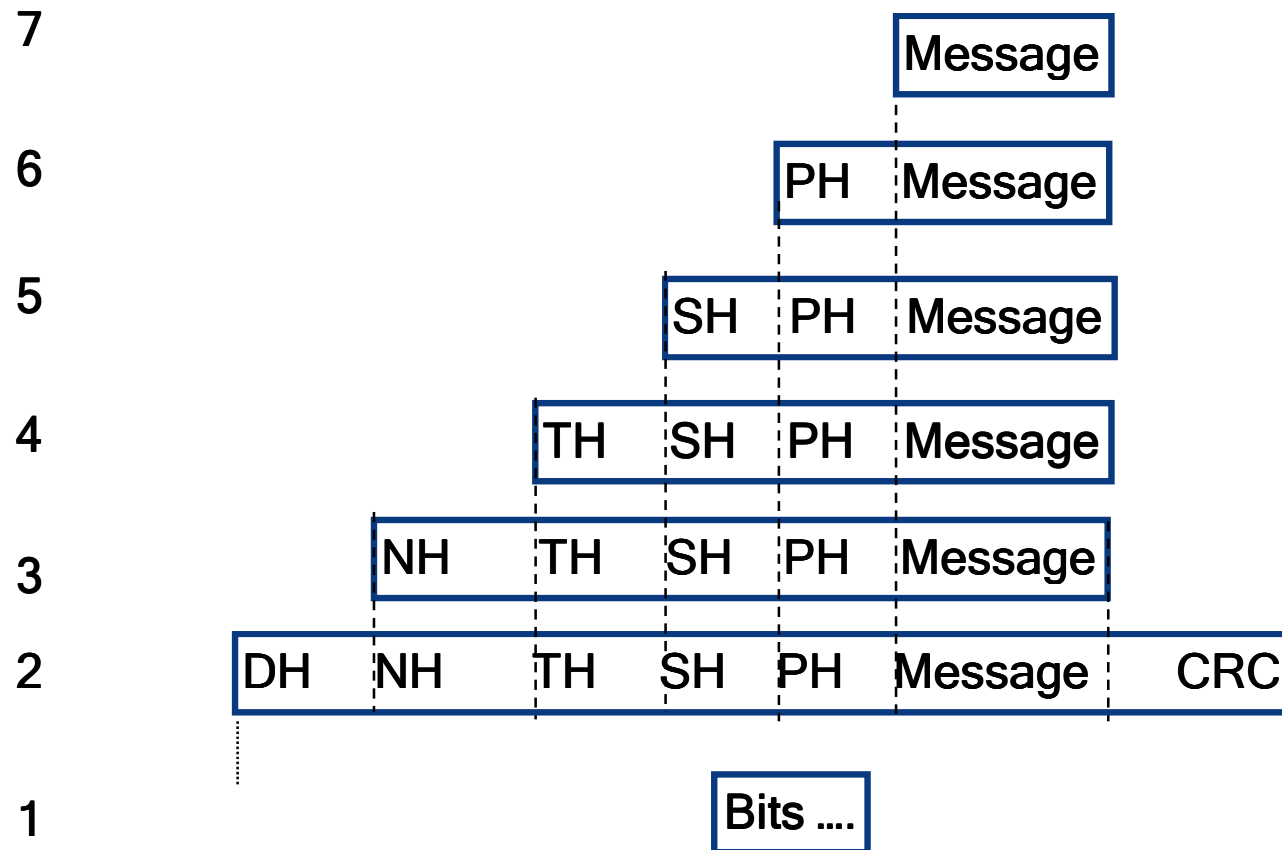 7 Message
6 PH Message
5 SH PH Message
4 TH SH PH Message
3 NH TH SH PH Message
2 DH NH TH SH PH Message CRC
1 Bits ....